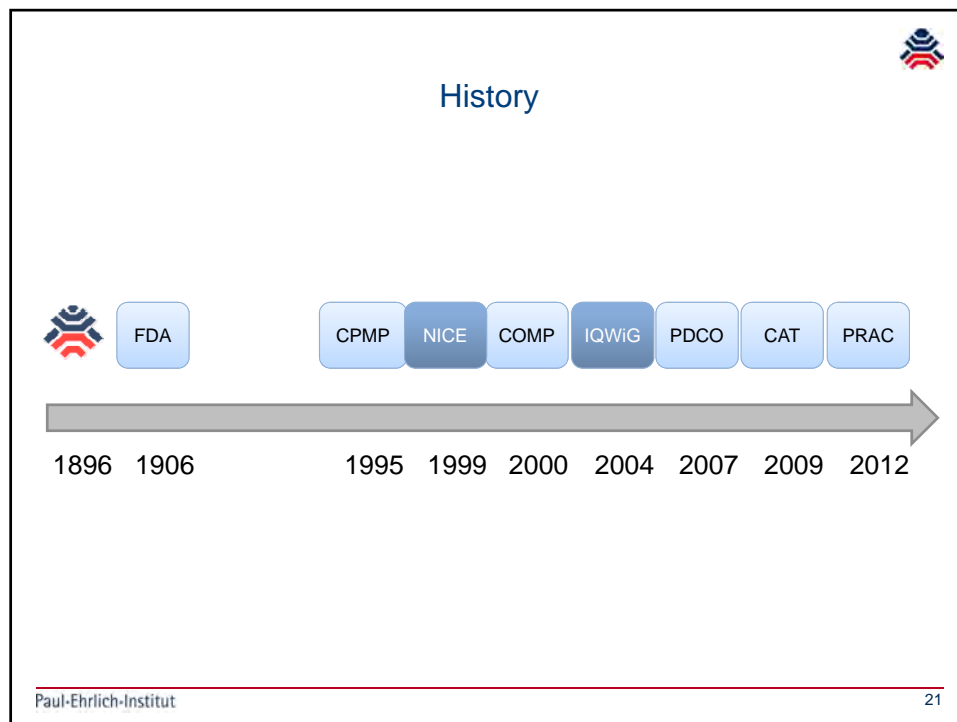 History
FDA CPMP NICE COMP IQWiG PDCO CAT PRAC
1896 1906 1995 1999 2000 2004 2007 2009 2012
Paul-Ehrlich-Institut 21